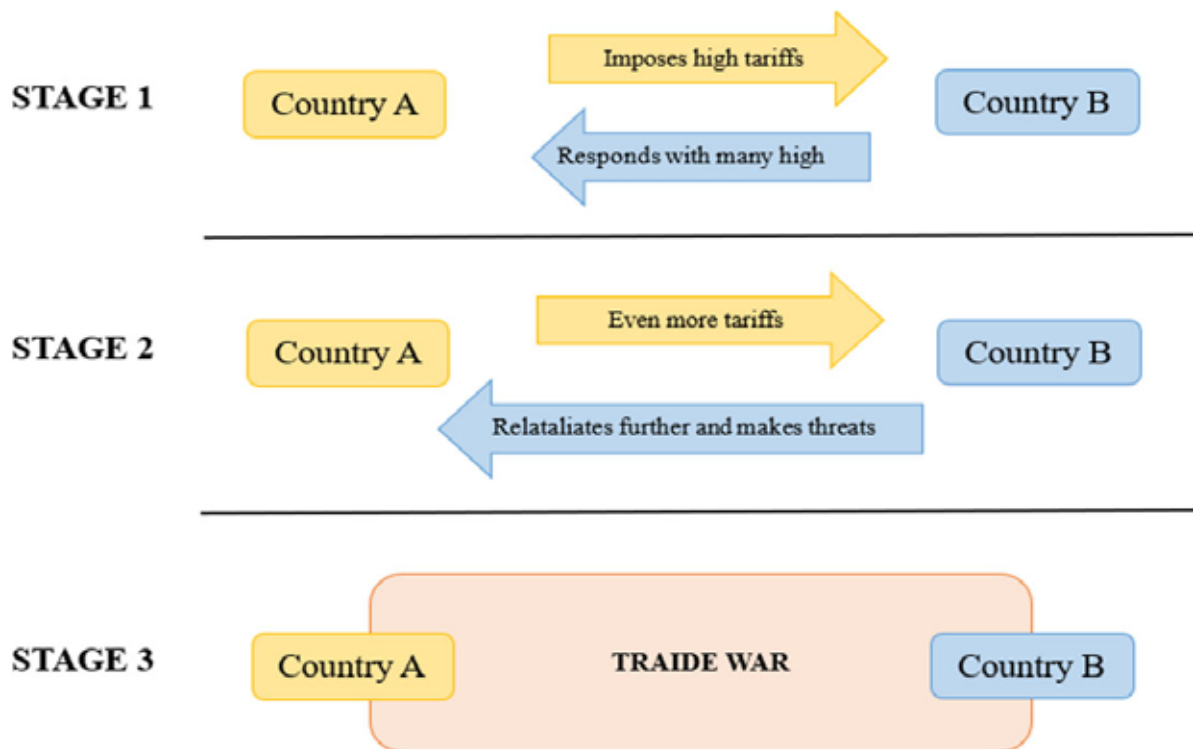 Imposes high tariffs
STAGE 1
Country A
Country B
Responds with many high
Even more tariffs
STAGE 2
Country A
Country B
Relataliates further and makes threats
STAGE 3
Country A
TRAIDE WAR
Country B